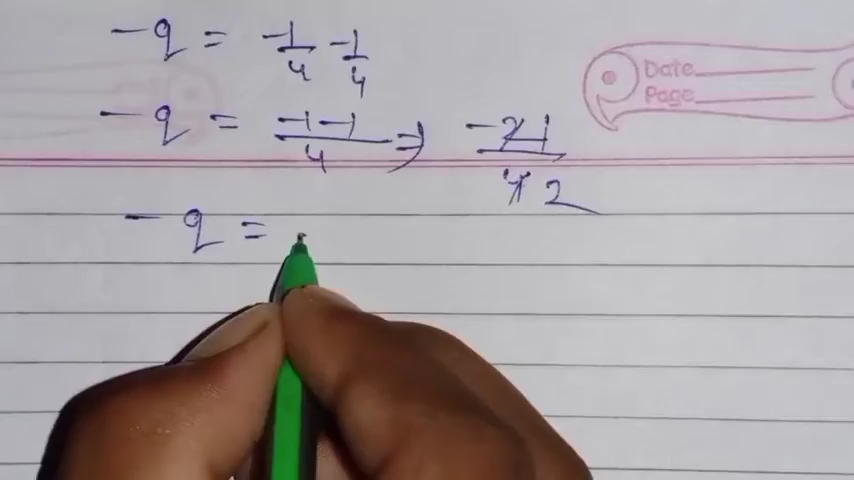 -q = -1/4 -1/4
Date
Page
-q = -1-1/4 ⇒ -2 1/4 2
-q =